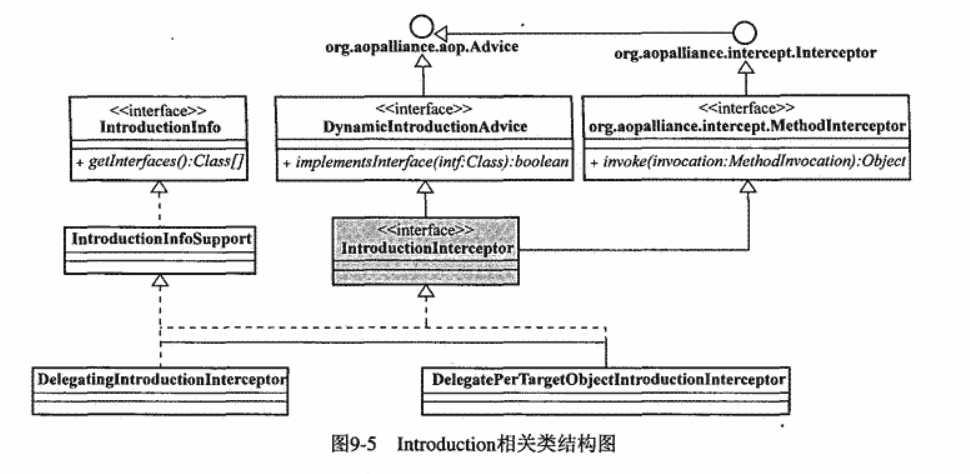 org.aopalliance.aop.Advice
org.aopalliance.intercept.Interceptor
<<interface>>
IntroductionInfo
+ getInterfaces():Class[]
<<interface>>
DynamicIntroductionAdvice
+ implementsInterface(intf:Class):boolean
<<interface>>
org.aopalliance.intercept.MethodInterceptor
+ invoke(invocation:MethodInvocation):Object
IntroductionInfoSupport
<<interface>>
IntroductionInterceptor
DelegatingIntroductionInterceptor
DelegatePerTargetObjectIntroductionInterceptor
图9-5 Introduction相关类结构图